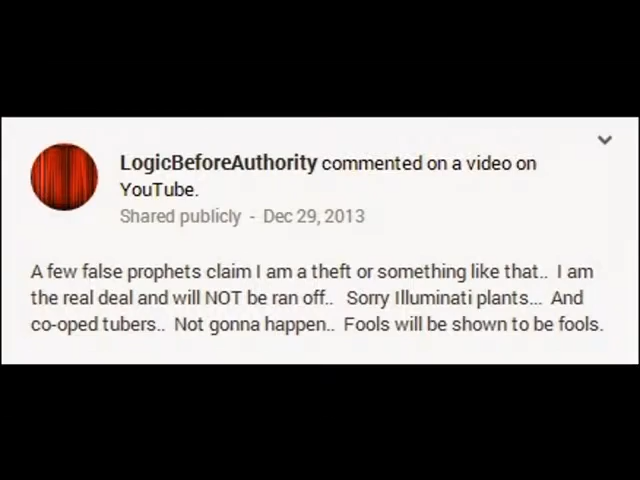 LogicBeforeAuthority commented on a video on
YouTube.
Shared publicly - Dec 29, 2013
A few false prophets claim I am a theft or something like that.. I am
the real deal and will NOT be ran off.. Sorry Illuminati plants... And
co-oped tubers.. Not gonna happen.. Fools will be shown to be fools.